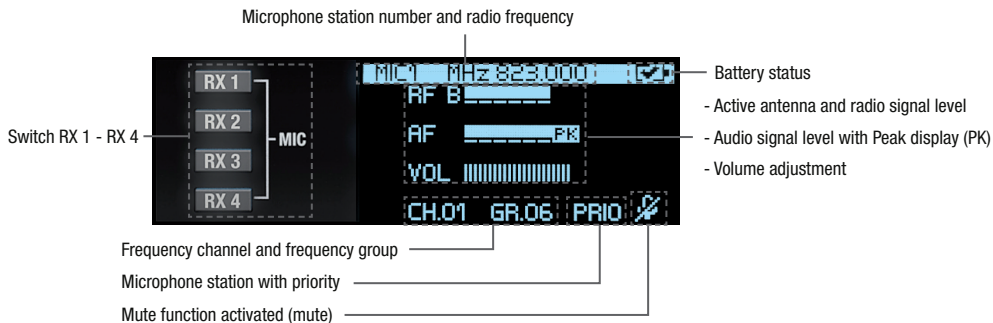 Microphone station number and radio frequency
MIC1 MHz 823.000
Battery status
RX 1
RF B
- Active antenna and radio signal level
Switch RX 1 - RX 4
RX 2
MIC
AF PK
- Audio signal level with Peak display (PK)
RX 3
VOL
- Volume adjustment
RX 4
CH.01 GR.06 PRIO
Frequency channel and frequency group
Microphone station with priority
Mute function activated (mute)